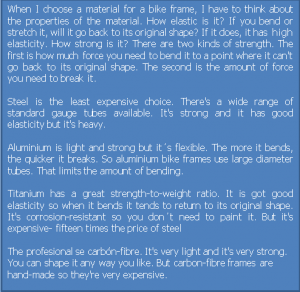 When I choose a material for a bike frame, I have to think about
the properties of the material. How elastic is it? If you bend or
stretch it, will it go back to its original shape? If it does, it has high
elasticity. How strong is it? There are two kinds of strength. The
first is how much force you need to bend it to a point where it can't
go back to its original shape. The second is the amount of force
you need to break it.

Steel is the least expensive choice. There's a wide range of
standard gauge tubes available. It's strong and it has good
elasticity but it's heavy.

Aluminium is light and strong but it´s flexible. The more it bends,
the quicker it breaks. So aluminium bike frames use large diameter
tubes. That limits the amount of bending.

Titanium has a great strength-to-weight ratio. It is got good
elasticity so when it bends it tends to return to its original shape.
It's corrosion-resistant so you don´t need to paint it. But it's
expensive- fifteen times the price of steel

The profesional se carbón-fibre. It's very light and it's very strong.
You can shape it any way you like. But carbon-fibre frames are
hand-made so they're very expensive.